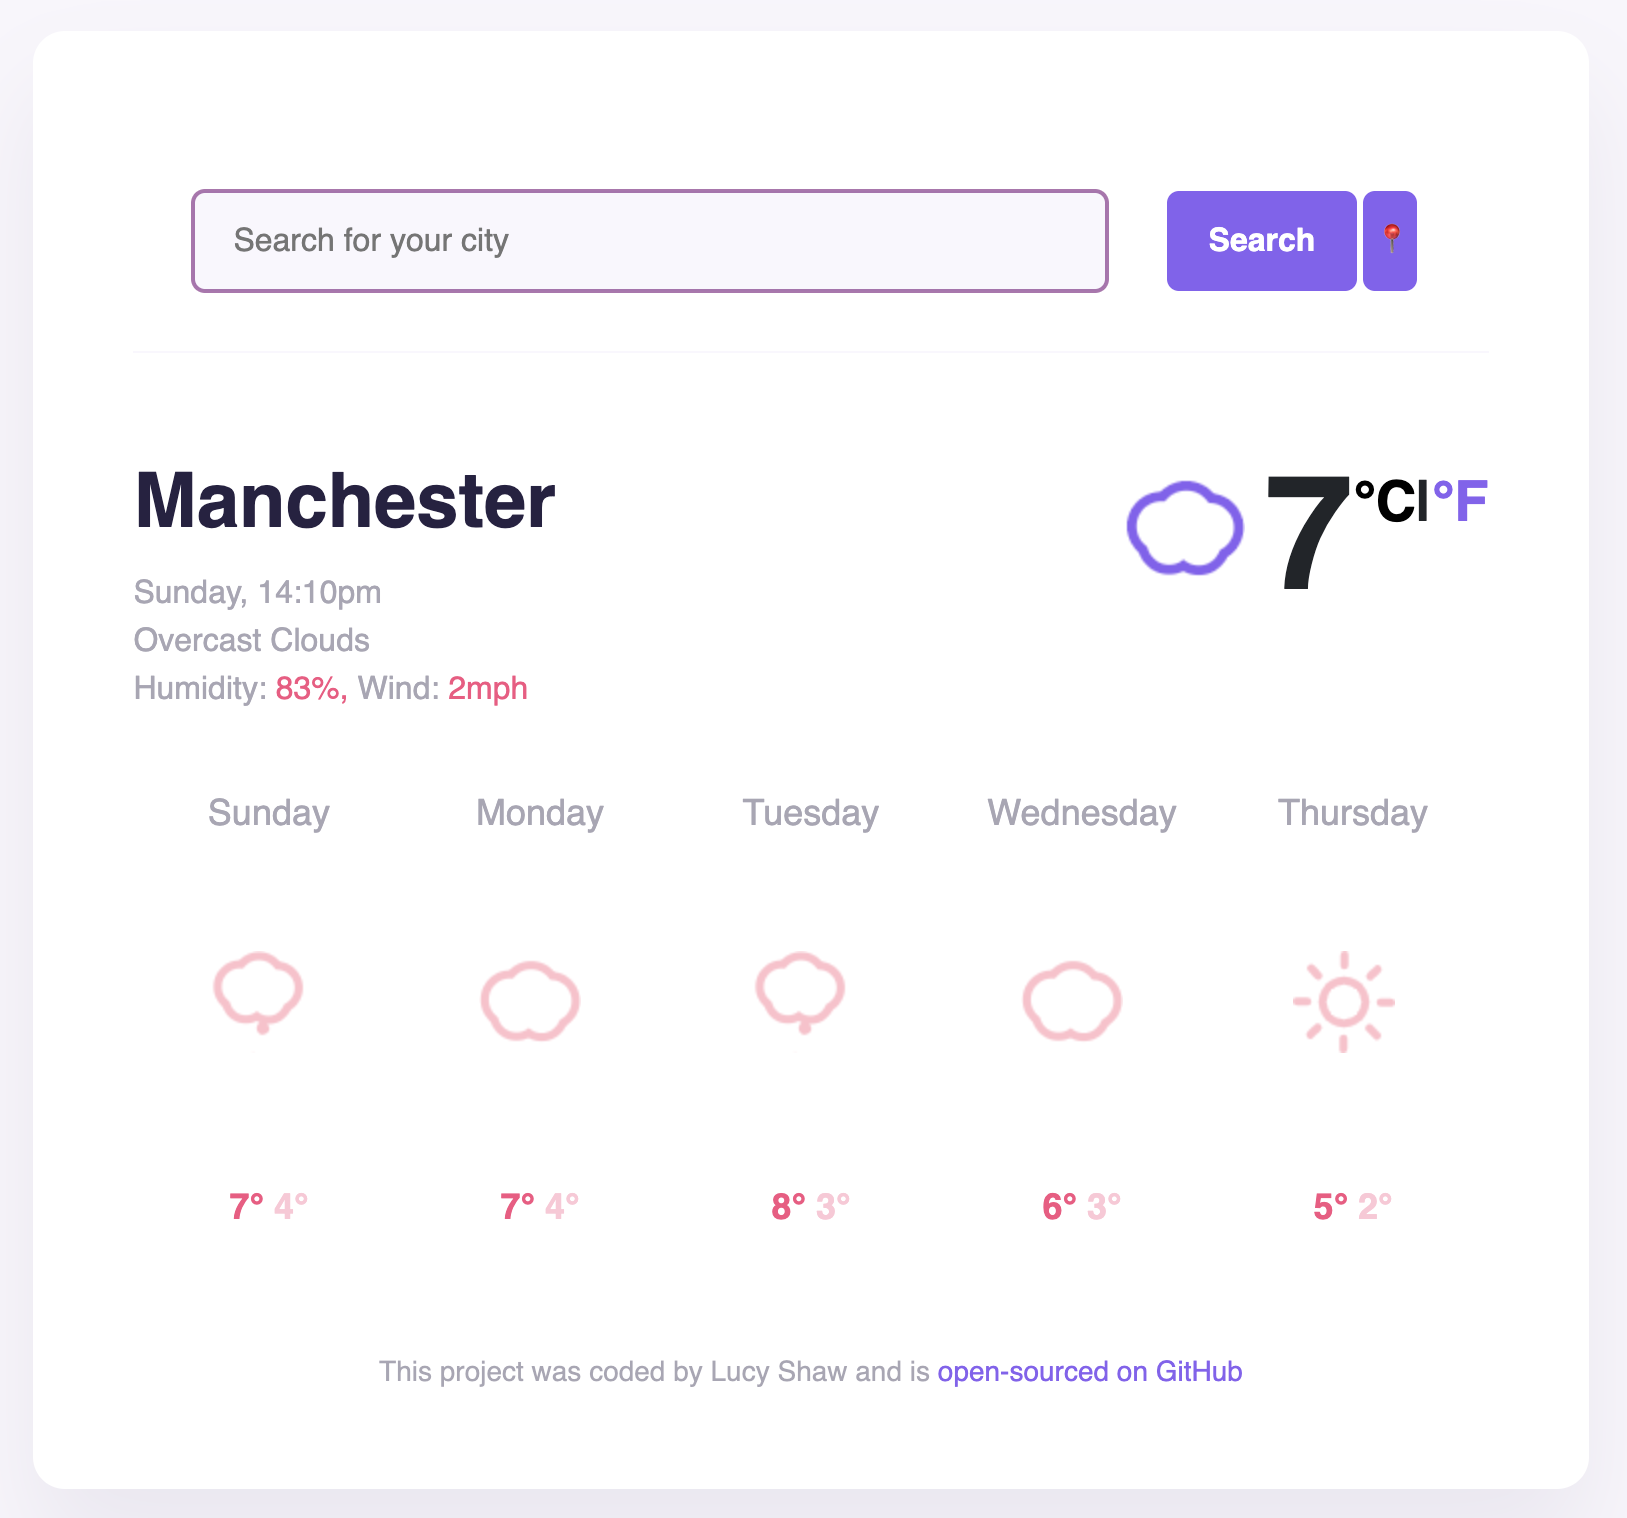 Search for your city
Search
Manchester
7°C|°F
Sunday, 14:10pm
Overcast Clouds
Humidity: 83%, Wind: 2mph
Sunday Monday Tuesday Wednesday Thursday
7° 4° 7° 4° 8° 3° 6° 3° 5° 2°
This project was coded by Lucy Shaw and is open-sourced on GitHub